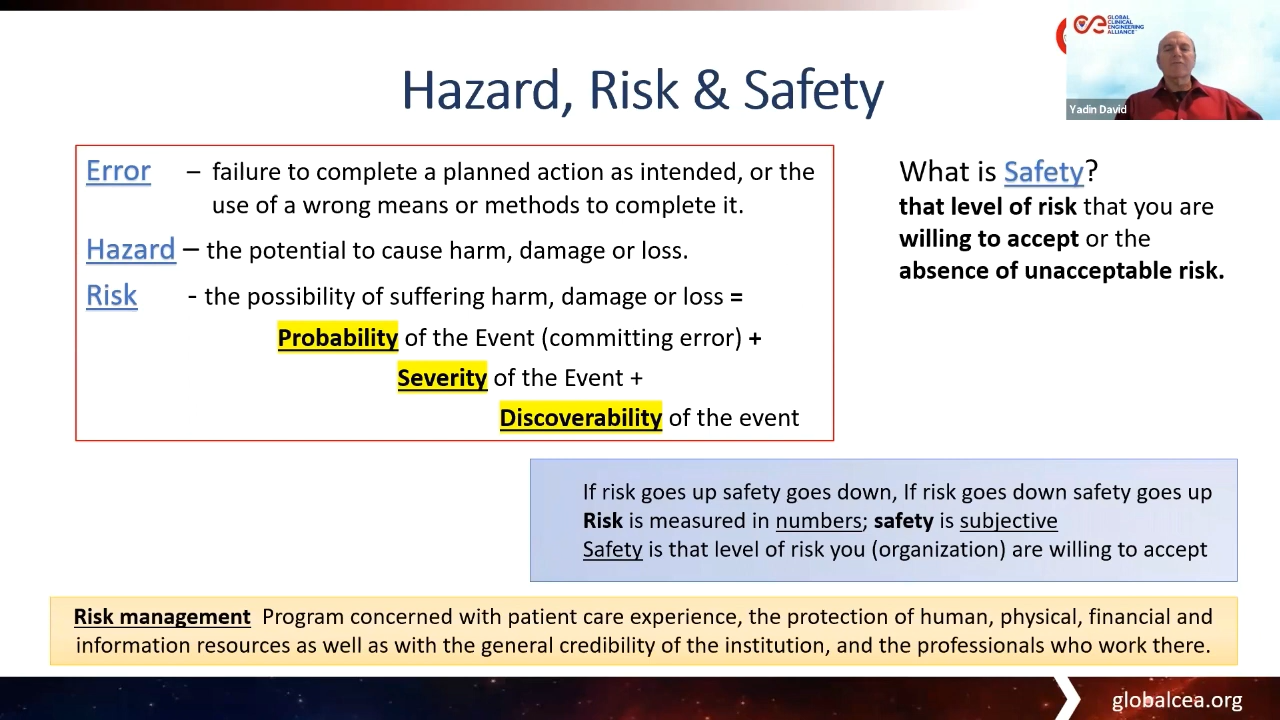 GLOBAL
CLINICAL
ENGINEERING
ALLIANCE™
Yadin David
Hazard, Risk & Safety
Error – failure to complete a planned action as intended, or the
use of a wrong means or methods to complete it.
Hazard – the potential to cause harm, damage or loss.
Risk - the possibility of suffering harm, damage or loss =
Probability of the Event (committing error) +
Severity of the Event +
Discoverability of the event
What is Safety?
that level of risk that you are
willing to accept or the
absence of unacceptable risk.
If risk goes up safety goes down, If risk goes down safety goes up
Risk is measured in numbers; safety is subjective
Safety is that level of risk you (organization) are willing to accept
Risk management Program concerned with patient care experience, the protection of human, physical, financial and
information resources as well as with the general credibility of the institution, and the professionals who work there.
globalcea.org